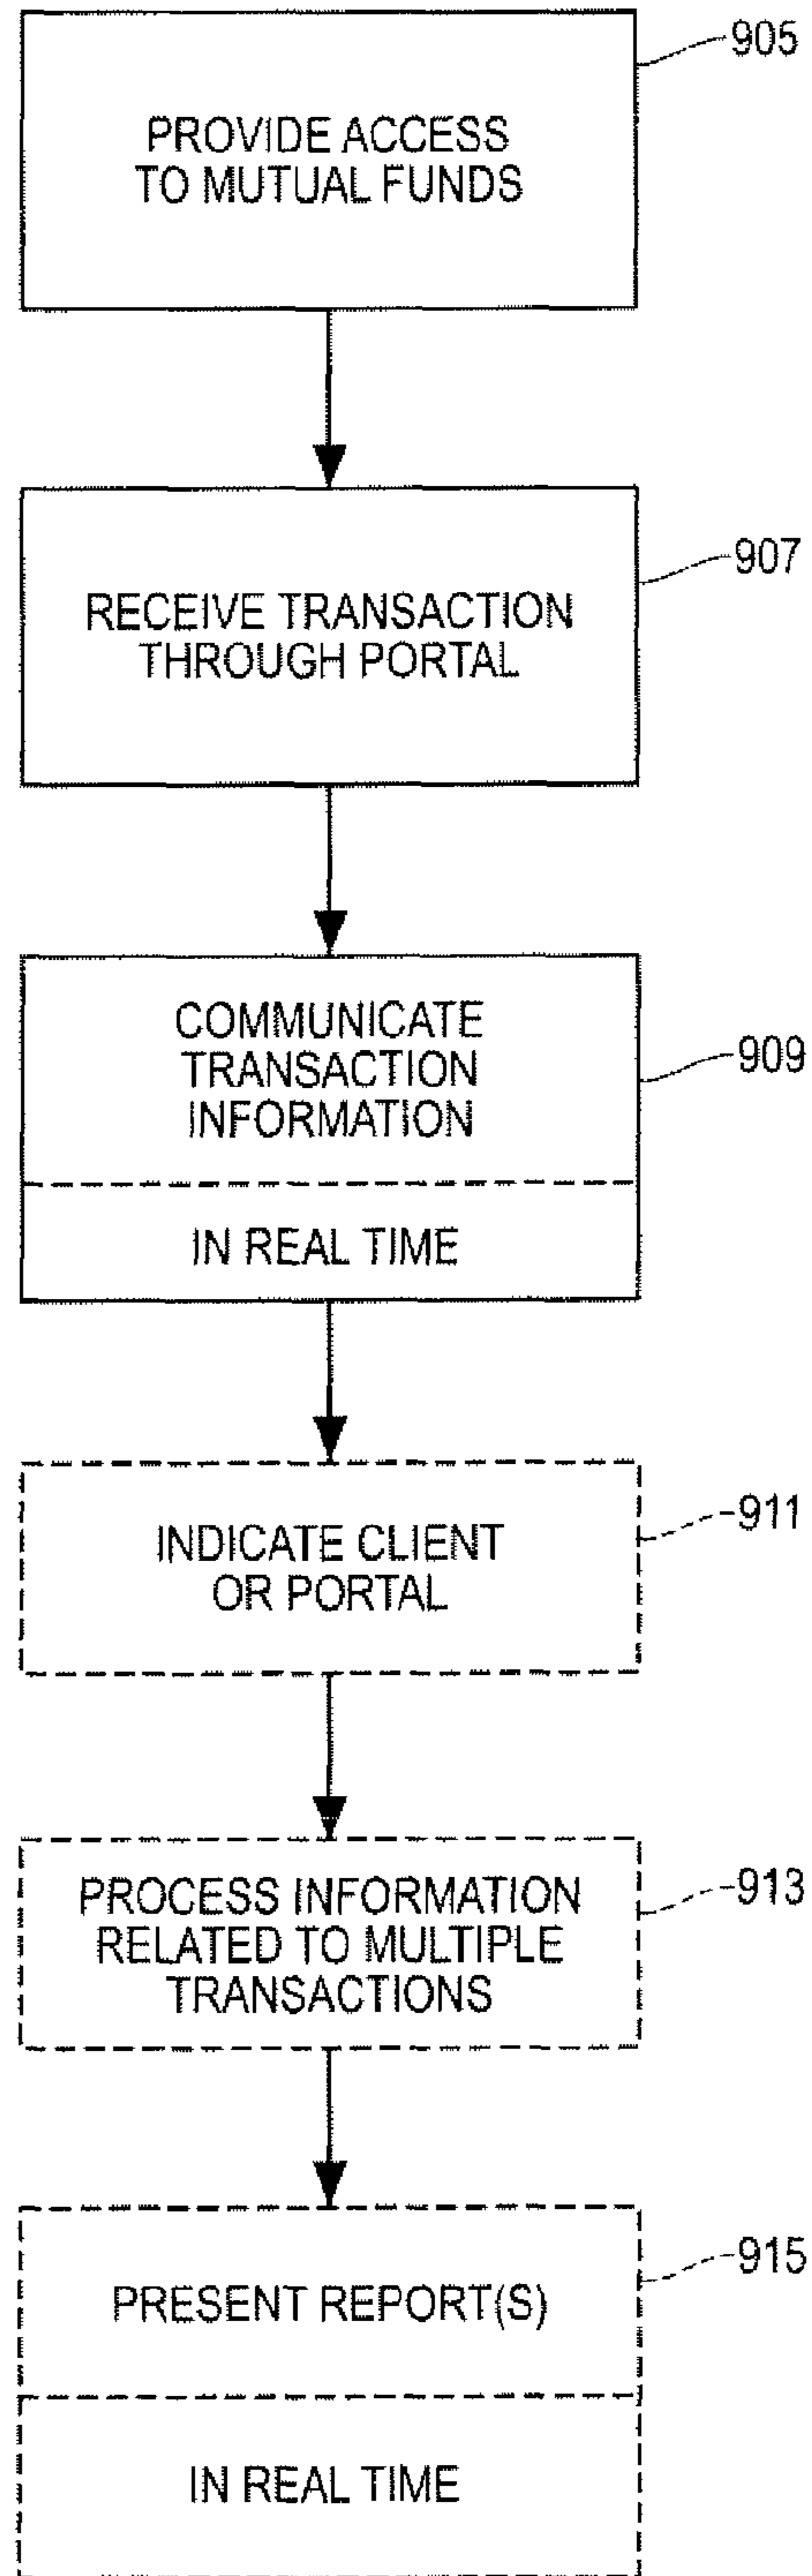 905
PROVIDE ACCESS
TO MUTUAL FUNDS
907
RECEIVE TRANSACTION
THROUGH PORTAL
COMMUNICATE
TRANSACTION
INFORMATION
909
IN REAL TIME
911
INDICATE CLIENT
OR PORTAL
913
PROCESS INFORMATION
RELATED TO MULTIPLE
TRANSACTIONS
915
PRESENT REPORT(S)
IN REAL TIME